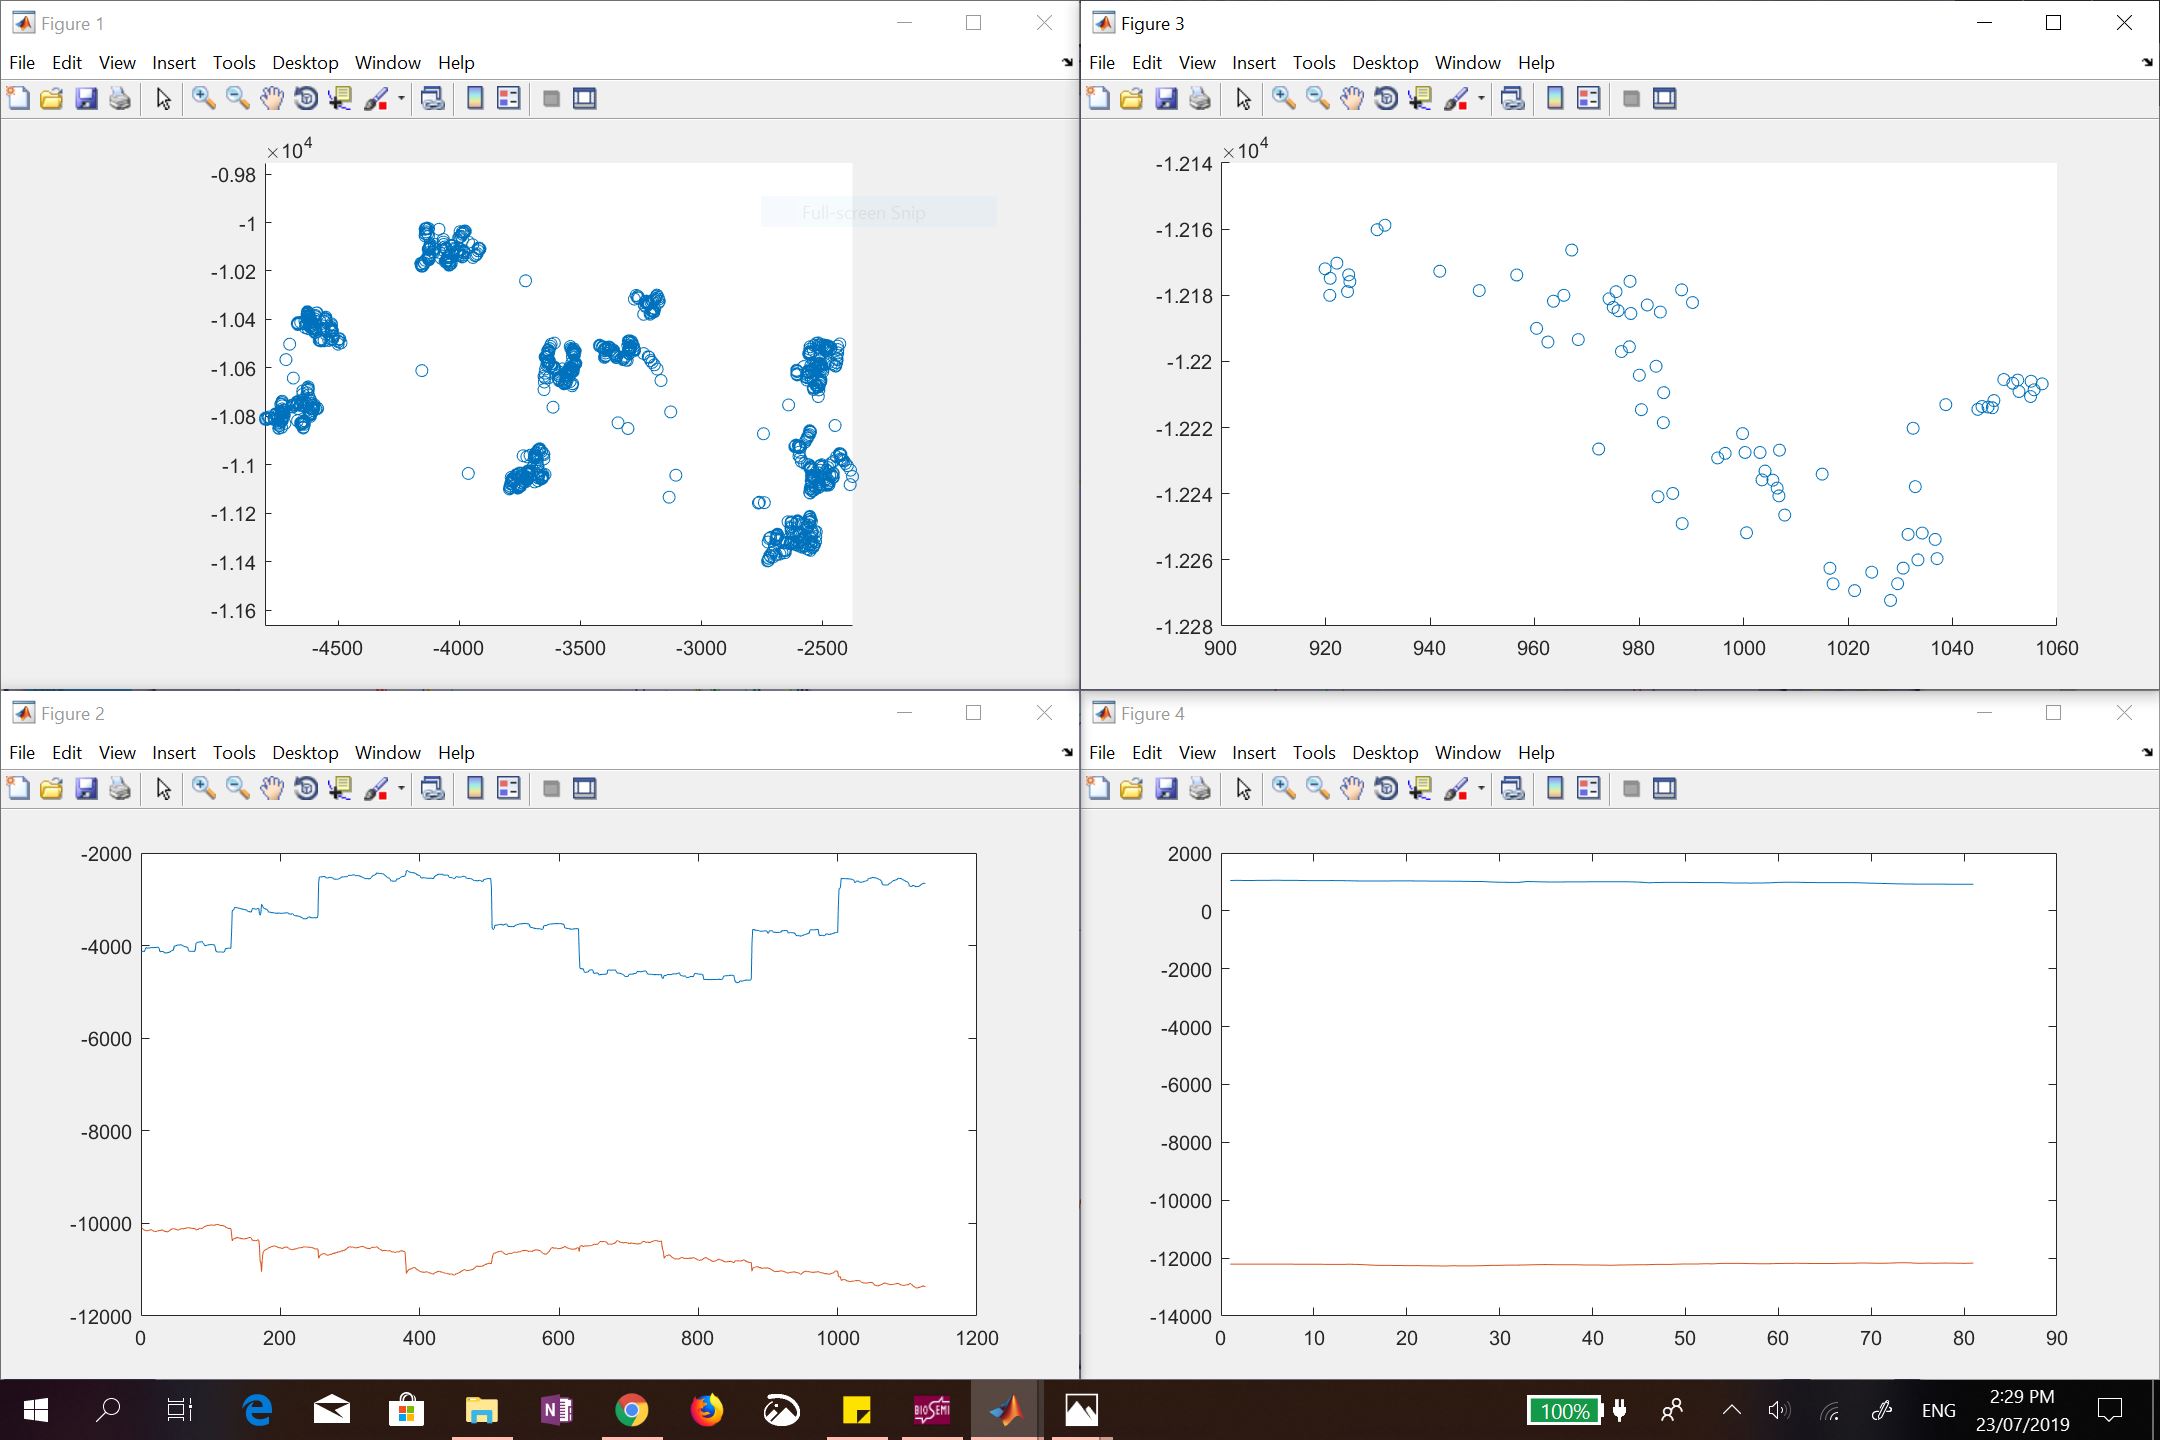 Figure 1
File Edit View Insert Tools Desktop Window Help
×10^4
-0.98
-1
-1.02
-1.04
-1.06
-1.08
-1.1
-1.12
-1.14
-1.16
-4500 -4000 -3500 -3000 -2500
Full-screen Snip
Figure 3
File Edit View Insert Tools Desktop Window Help
×10^4
-1.214
-1.216
-1.218
-1.22
-1.222
-1.224
-1.226
-1.228
900 920 940 960 980 1000 1020 1040 1060
Figure 2
File Edit View Insert Tools Desktop Window Help
-2000
-4000
-6000
-8000
-10000
-12000
0 200 400 600 800 1000 1200
Figure 4
File Edit View Insert Tools Desktop Window Help
2000
0
-2000
-4000
-6000
-8000
-10000
-12000
-14000
0 10 20 30 40 50 60 70 80 90
N
BIOSEMI
100%
ENG
2:29 PM
23/07/2019